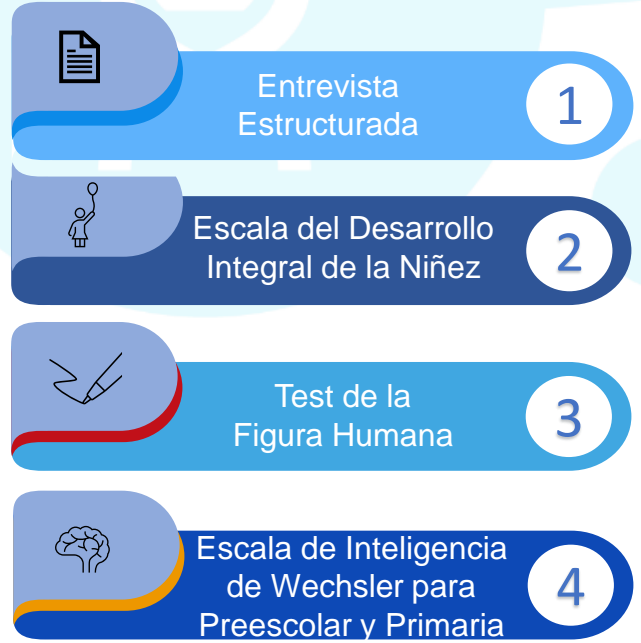 Entrevista
Estructurada
1
Escala del Desarrollo
Integral de la Niñez
2
Test de la
Figura Humana
3
Escala de Inteligencia
de Wechsler para
Preescolar y Primaria
4